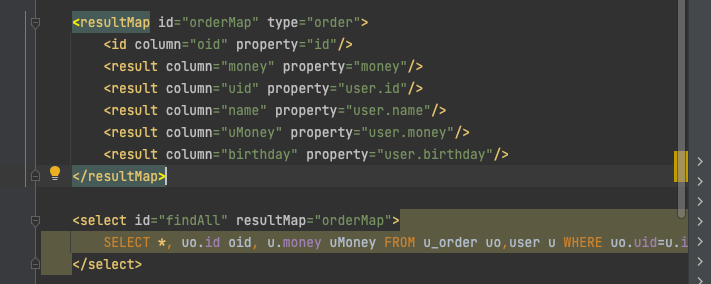 <resultMap id="orderMap" type="order">
<id column="oid" property="id"/>
<result column="money" property="money"/>
<result column="uid" property="user.id"/>
<result column="name" property="user.name"/>
<result column="uMoney" property="user.money"/>
<result column="birthday" property="user.birthday"/>
</resultMap>
<select id="findAll" resultMap="orderMap">
SELECT *, uo.id oid, u.money uMoney FROM u_order uo,user u WHERE uo.uid=u.i
</select>